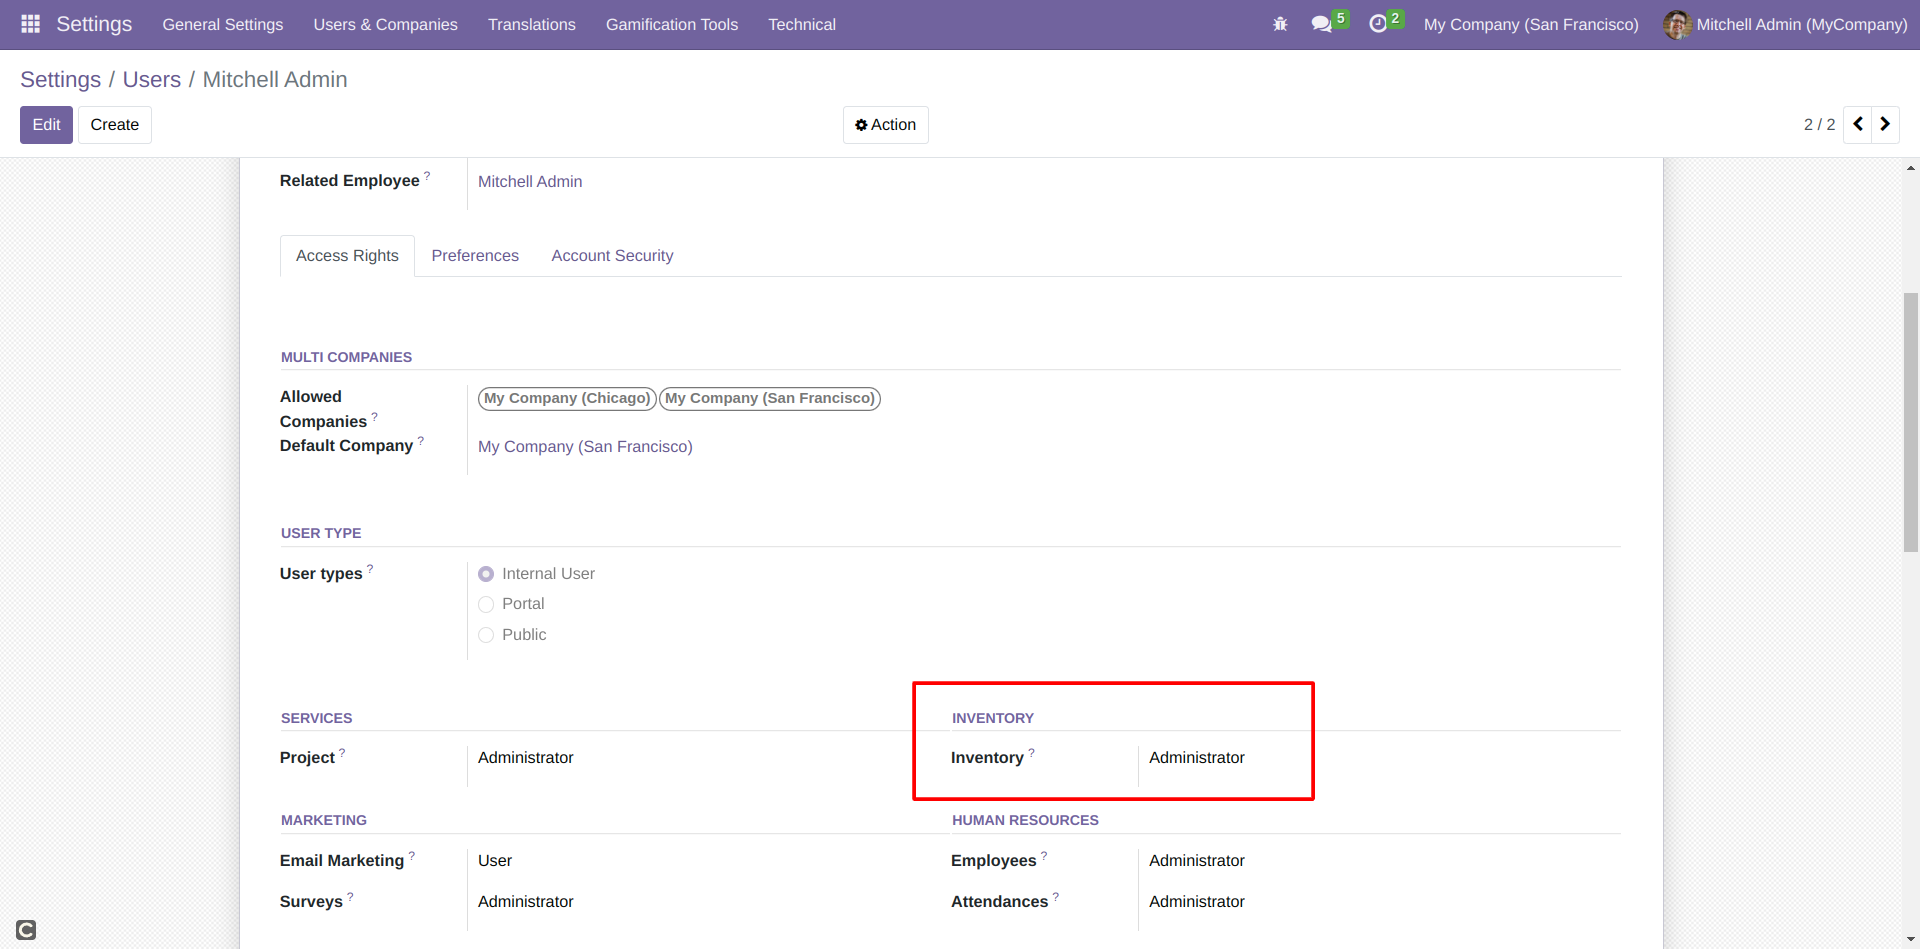 Settings General Settings Users & Companies Translations Gamification Tools Technical 5 2 My Company (San Francisco) Mitchell Admin (MyCompany)
Settings / Users / Mitchell Admin
Edit Create Action 2 / 2
Related Employee ? Mitchell Admin
Access Rights Preferences Account Security
MULTI COMPANIES
Allowed
Companies ? My Company (Chicago) My Company (San Francisco)
Default Company ? My Company (San Francisco)
USER TYPE
User types ? Internal User
Portal
Public
SERVICES INVENTORY
Project ? Administrator Inventory ? Administrator
MARKETING HUMAN RESOURCES
Email Marketing ? User Employees ? Administrator
Surveys ? Administrator Attendances ? Administrator
C